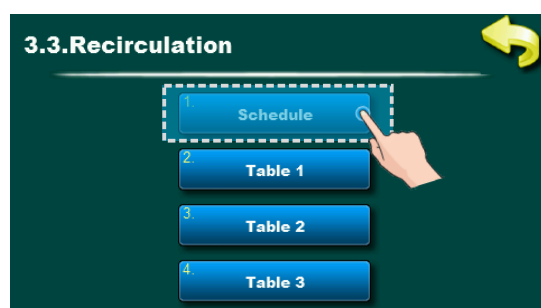 3.3.Recirculation
1.
Schedule
2.
Table 1
3.
Table 2
4.
Table 3